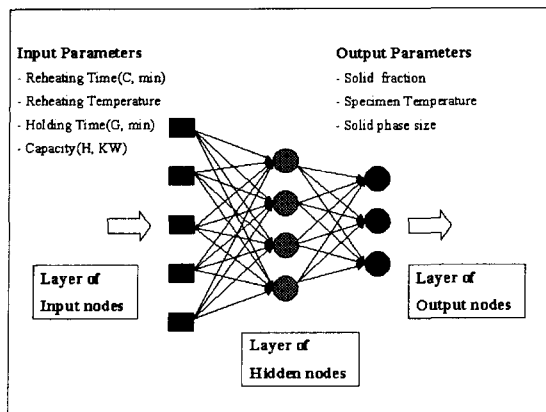 Input Parameters
- Reheating Time(C, min)
- Reheating Temperature
- Holding Time(G, min)
- Capacity(H, KW)
Output Parameters
- Solid fraction
- Specimen Temperature
- Solid phase size
Layer of
Input nodes
Layer of
Hidden nodes
Layer of
Output nodes